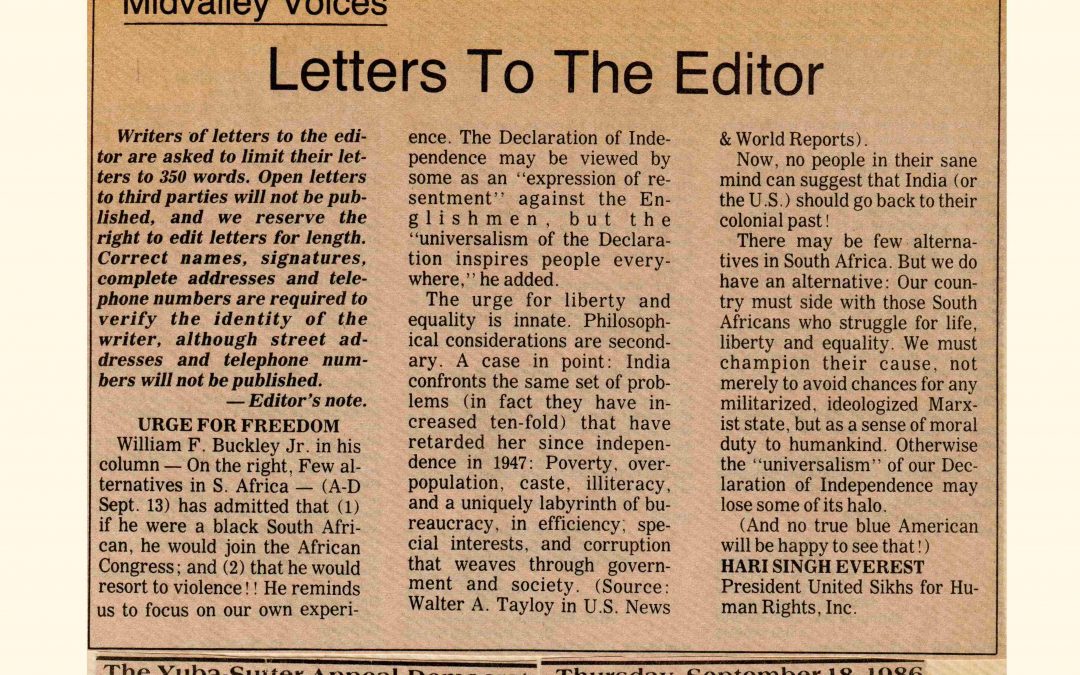 Midvalley Voices
Letters To The Editor
Writers of letters to the edi-
tor are asked to limit their let-
ters to 350 words. Open letters
to third parties will not be pub-
lished, and we reserve the
right to edit letters for length.
Correct names, signatures,
complete addresses and tele-
phone numbers are required to
verify the identity of the
writer, although street ad-
dresses and telephone num-
bers will not be published.
— Editor's note.
URGE FOR FREEDOM
William F. Buckley Jr. in his
column — On the right, Few al-
ternatives in S. Africa — (A-D
Sept. 13) has admitted that (1)
if he were a black South Afri-
can, he would join the African
Congress; and (2) that he would
resort to violence!! He reminds
us to focus on our own experi-
ence. The Declaration of Inde-
pendence may be viewed by
some as an "expression of re-
sentment" against the En-
glishmen, but the
"universalism of the Declara-
tion inspires people every-
where," he added.
The urge for liberty and
equality is innate. Philosoph-
ical considerations are second-
ary. A case in point: India
confronts the same set of prob-
lems (in fact they have in-
creased ten-fold) that have
retarded her since indepen-
dence in 1947: Poverty, over-
population, caste, illiteracy,
and a uniquely labyrinth of bu-
reaucracy, in efficiency, spe-
cial interests, and corruption
that weaves through govern-
ment and society. (Source:
Walter A. Tayloy in U.S. News
& World Reports).
Now, no people in their sane
mind can suggest that India (or
the U.S.) should go back to their
colonial past!
There may be few alterna-
tives in South Africa. But we do
have an alternative: Our coun-
try must side with those South
Africans who struggle for life,
liberty and equality. We must
champion their cause, not
merely to avoid chances for any
militarized, ideologized Marx-
ist state, but as a sense of moral
duty to humankind. Otherwise
the "universalism" of our Dec-
laration of Independence may
lose some of its halo.
(And no true blue American
will be happy to see that!)
HARI SINGH EVEREST
President United Sikhs for Hu-
man Rights, Inc.
The Yuba-Sutter Appeal Democrat Thursday, September 18, 1986